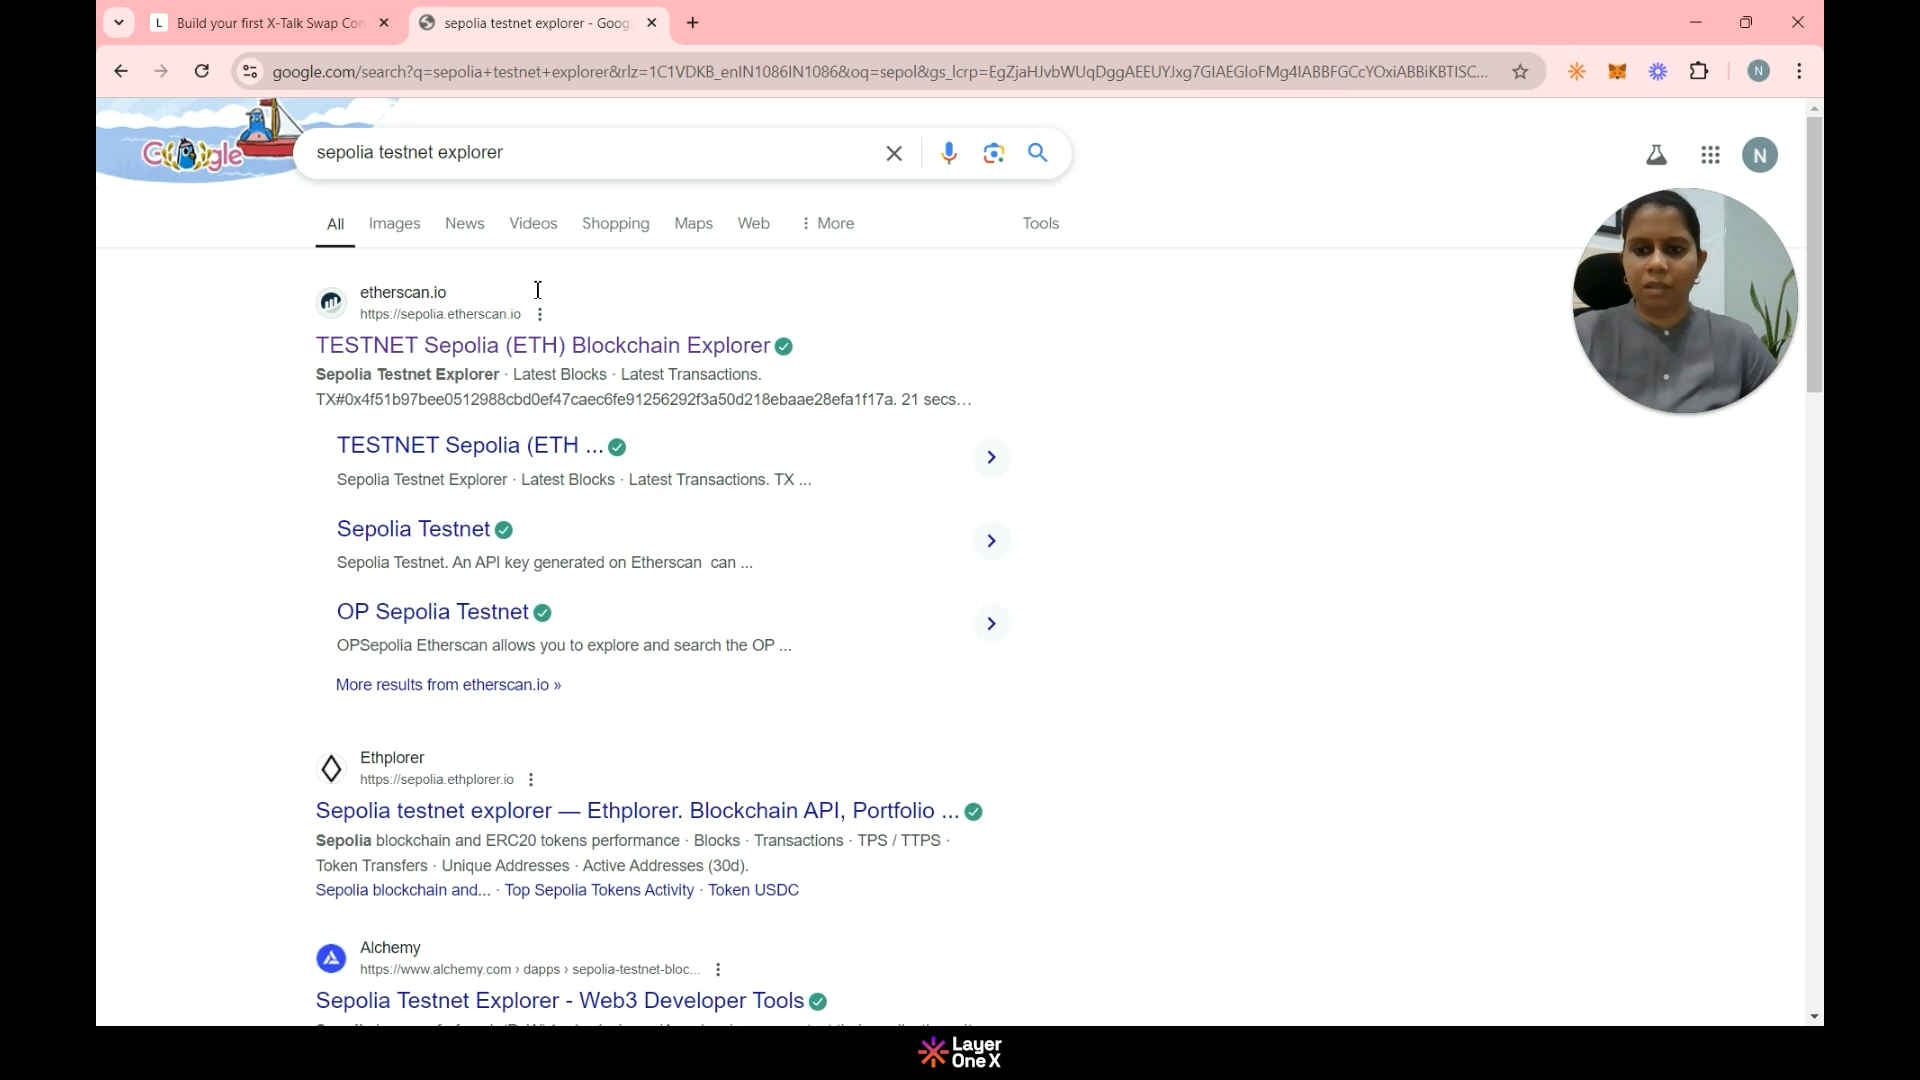 L Build your first X-Talk Swap Con
sepolia testnet explorer - Goog
google.com/search?q=sepolia+testnet+explorer&rlz=1C1VDKB_enIN1086IN1086&oq=sepol&gs_lcrp=EgZjaHJvbWUqDggAEEUYJxg7GIAEGIoFMg4IABBFGCcYOxiABBiKBTISC...
N
Google
sepolia testnet explorer
N
All Images News Videos Shopping Maps Web More Tools
etherscan.io
https://sepolia.etherscan.io
TESTNET Sepolia (ETH) Blockchain Explorer
Sepolia Testnet Explorer · Latest Blocks · Latest Transactions.
TX#0x4f51b97bee0512988cbd0ef47caec6fe91256292f3a50d218ebaae28efa1f17a. 21 secs...
TESTNET Sepolia (ETH ...
Sepolia Testnet Explorer · Latest Blocks · Latest Transactions. TX ...
Sepolia Testnet
Sepolia Testnet. An API key generated on Etherscan can ...
OP Sepolia Testnet
OPSepolia Etherscan allows you to explore and search the OP ...
More results from etherscan.io »
Ethplorer
https://sepolia.ethplorer.io
Sepolia testnet explorer — Ethplorer. Blockchain API, Portfolio ...
Sepolia blockchain and ERC20 tokens performance · Blocks · Transactions · TPS / TTPS ·
Token Transfers · Unique Addresses · Active Addresses (30d).
Sepolia blockchain and... · Top Sepolia Tokens Activity · Token USDC
Alchemy
https://www.alchemy.com › dapps › sepolia-testnet-bloc...
Sepolia Testnet Explorer - Web3 Developer Tools
Layer
One X